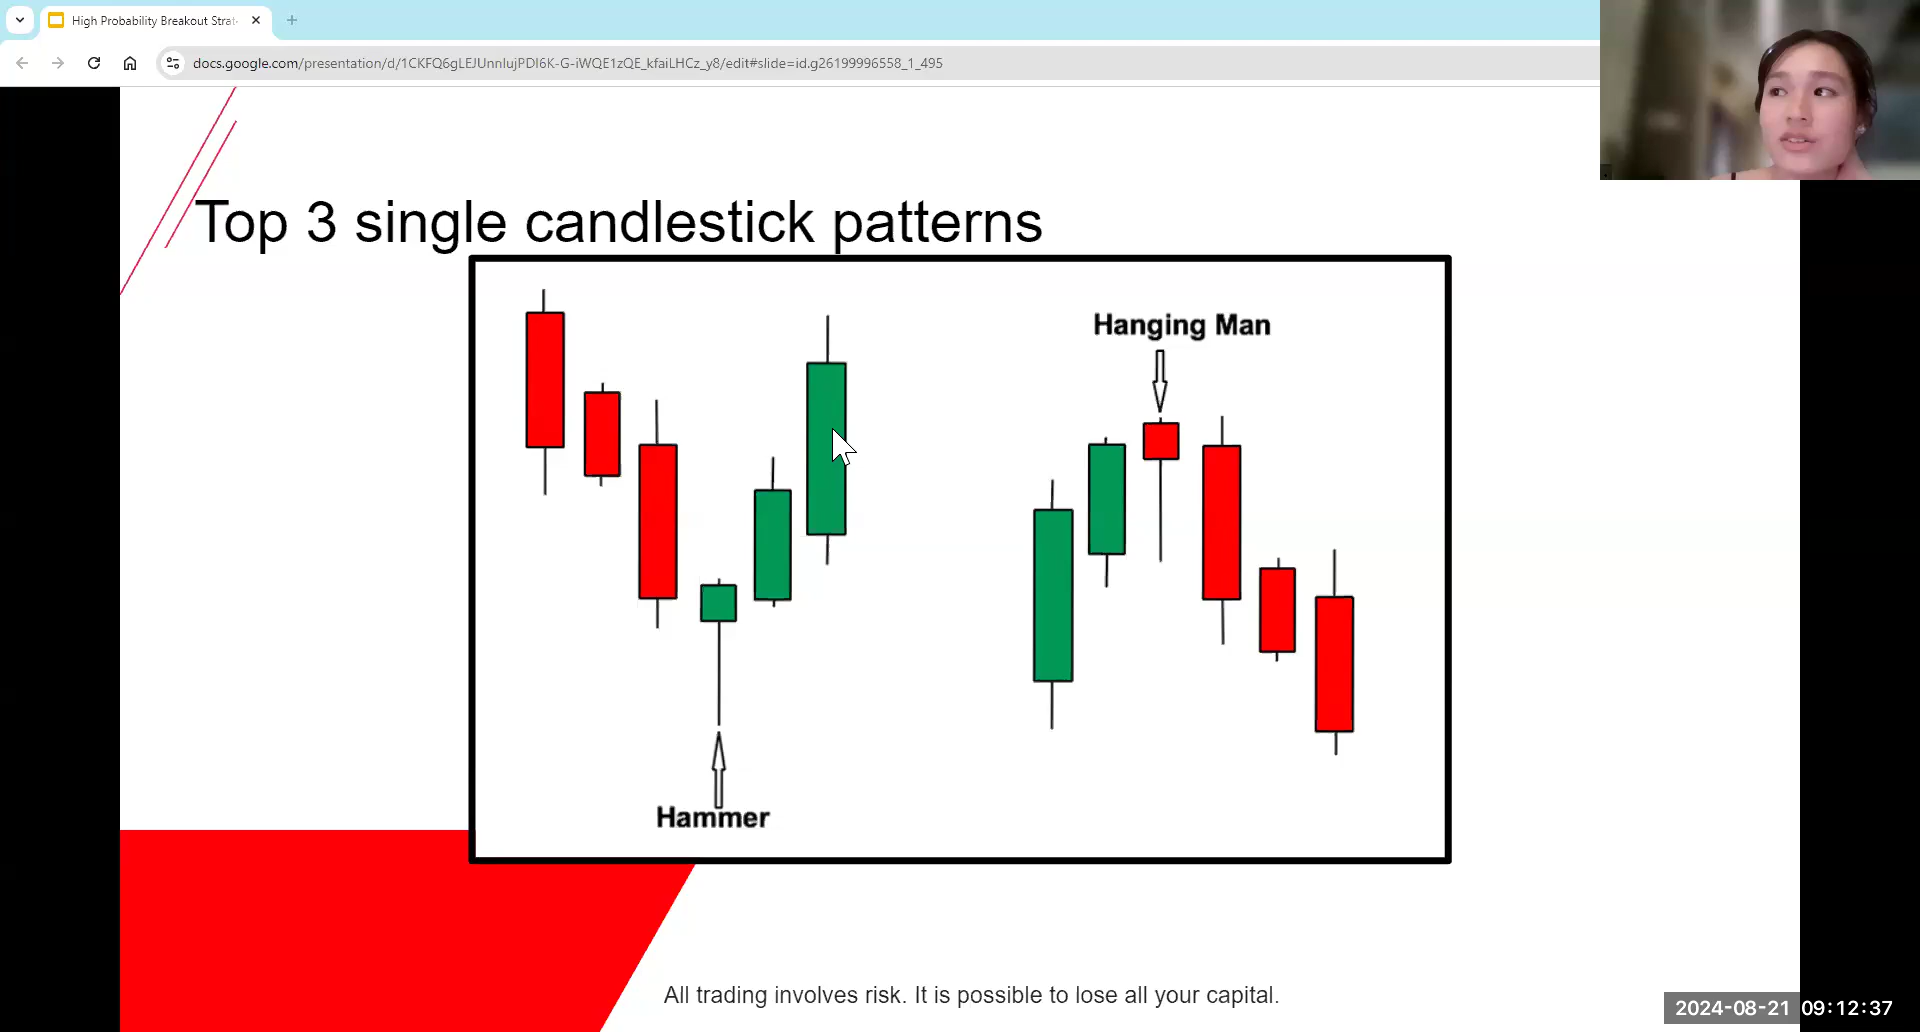 High Probability Breakout Strat
docs.google.com/presentation/d/1CKFQ6gLEJUnnlujPDI6K-G-iWQE1zQE_kfaiLHCz_y8/edit#slide=id.g26199996558_1_495
Top 3 single candlestick patterns
Hanging Man
Hammer
All trading involves risk. It is possible to lose all your capital.
2024-08-21 09:12:37